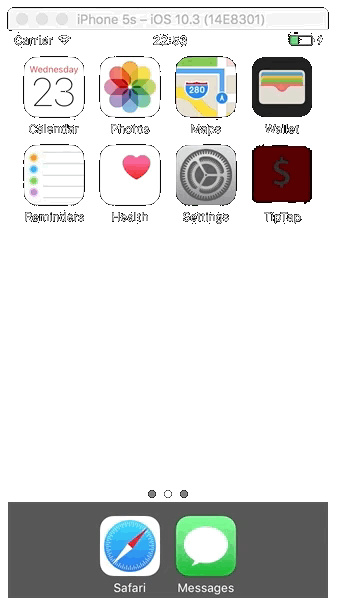 iPhone 5s – iOS 10.3 (14E8301)
Carrier 22:53
Wednesday
23
280
Calendar Photos Maps Wallet
$
Reminders Health Settings TipTap
Safari Messages